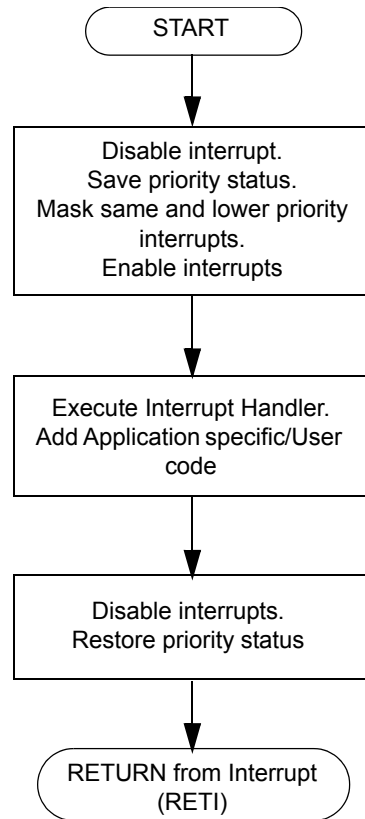 START
Disable interrupt.
Save priority status.
Mask same and lower priority
interrupts.
Enable interrupts
Execute Interrupt Handler.
Add Application specific/User
code
Disable interrupts.
Restore priority status
RETURN from Interrupt
(RETI)